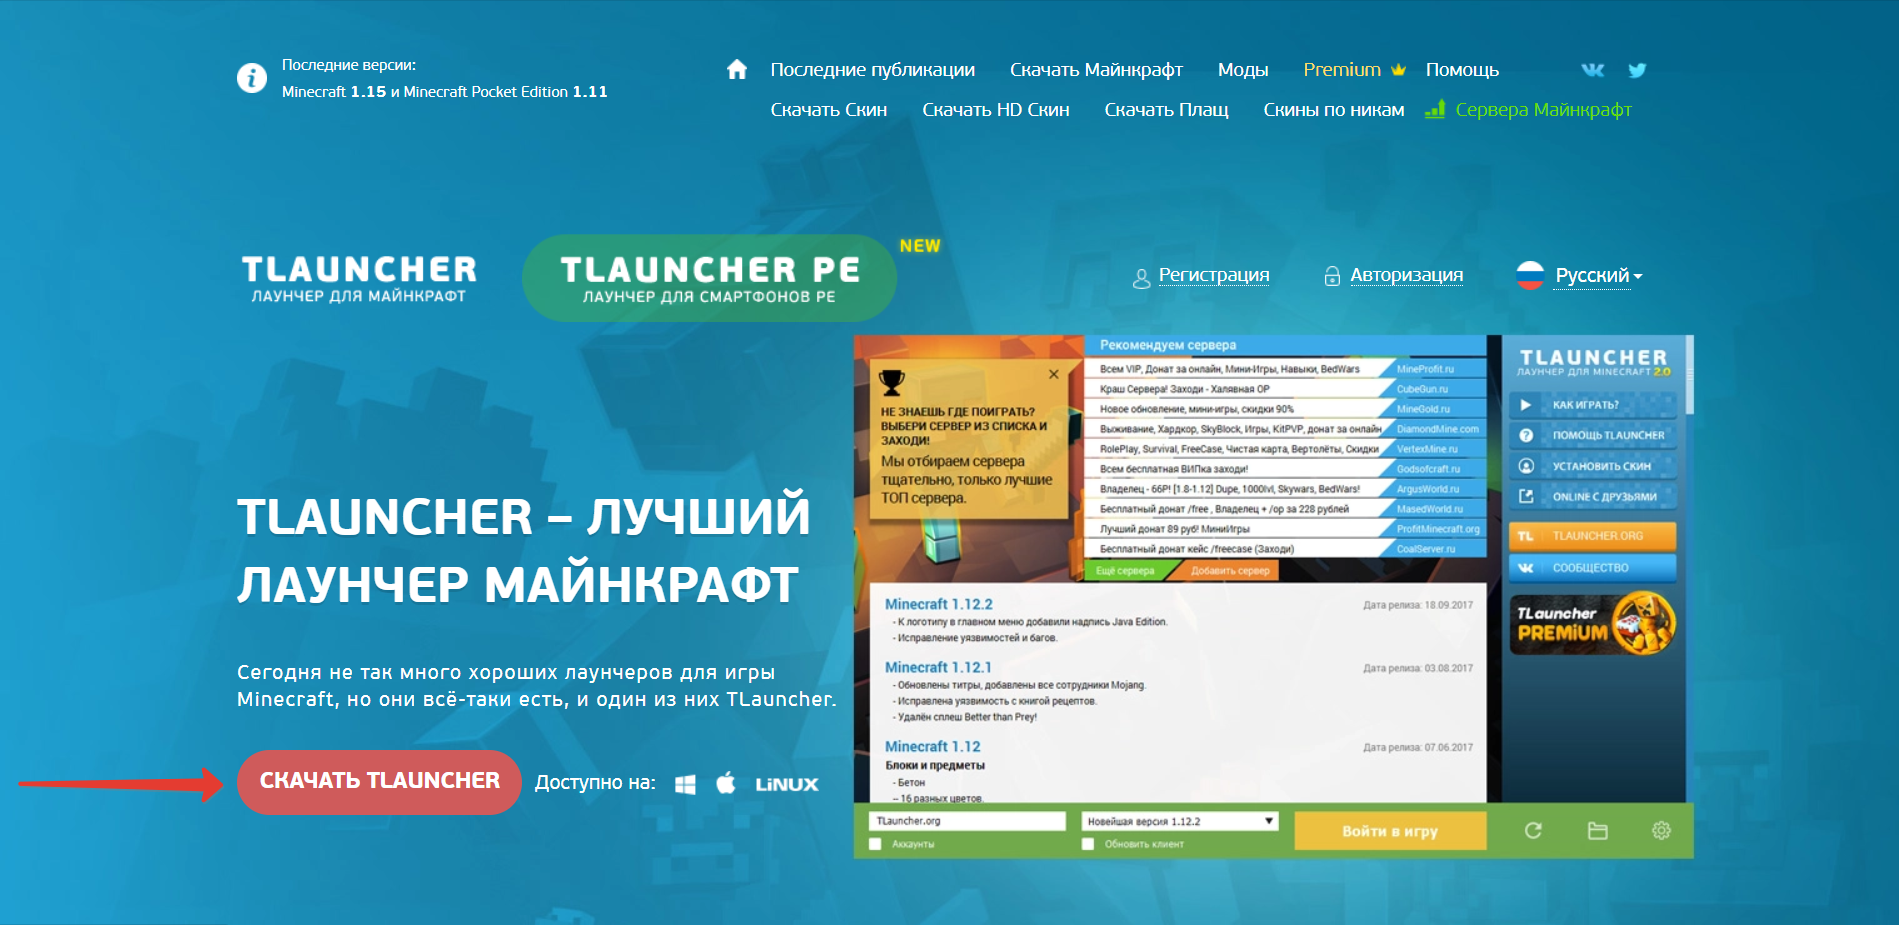 Последние версии:
Minecraft 1.15 и Minecraft Pocket Edition 1.11
Последние публикации Скачать Майнкрафт Моды Premium Помощь
Скачать Скин Скачать HD Скин Скачать Плащ Скины по никам Сервера Майнкрафт
TLAUNCHER
ЛАУНЧЕР ДЛЯ МАЙНКРАФТ
TLAUNCHER PE
ЛАУНЧЕР ДЛЯ СМАРТФОНОВ PE
NEW
Регистрация Авторизация Русский
TLAUNCHER – ЛУЧШИЙ
ЛАУНЧЕР МАЙНКРАФТ
Сегодня не так много хороших лаунчеров для игры
Minecraft, но они всё-таки есть, и один из них TLauncher.
СКАЧАТЬ TLAUNCHER
Доступно на: LiNUX
НЕ ЗНАЕШЬ ГДЕ ПОИГРАТЬ?
ВЫБЕРИ СЕРВЕР ИЗ СПИСКА И
ЗАХОДИ!
Мы отбираем сервера
тщательно, только лучшие
ТОП сервера.
Рекомендуем сервера
Всем VIP, Донат за онлайн, Мини-Игры, Навыки, BedWars MineProfit.ru
Краш Сервера! Заходи - Халявная OP CubeGun.ru
Новое обновление, мини-игры, скидки 90% MineGold.ru
Выживание, Хардкор, SkyBlock, Игры, KitPVP, донат за онлайн DiamondMine.com
RolePlay, Survival, FreeCase, Чистая карта, Вертолёты, Скидки VertexMine.ru
Всем бесплатная ВИПка заходи! Godsofcraft.ru
Владелец - 66Р! [1.8-1.12] Dupe, 1000lvl, Skywars, BedWars! ArgusWorld.ru
Бесплатный донат /free , Владелец + /op за 228 рублей MasedWorld.ru
Лучший донат 89 руб! МиниИгры ProfitMinecraft.org
Бесплатный донат кейс /freecase (Заходи) CoalServer.ru
Ещё сервера Добавить сервер
Minecraft 1.12.2 Дата релиза: 18.09.2017
- К логотипу в главном меню добавили надпись Java Edition.
- Исправление уязвимостей и багов.
Minecraft 1.12.1 Дата релиза: 03.08.2017
- Обновлены титры, добавлены все сотрудники Mojang.
- Исправлена уязвимость с книгой рецептов.
- Удалён сплеш Better than Prey!
Minecraft 1.12 Дата релиза: 07.06.2017
Блоки и предметы
- Бетон
-- 16 разных цветов.
TLAUNCHER
ЛАУНЧЕР ДЛЯ MINECRAFT 2.0
КАК ИГРАТЬ?
ПОМОЩЬ TLAUNCHER
УСТАНОВИТЬ СКИН
ONLINE С ДРУЗЬЯМИ
TL TLAUNCHER.ORG
СООБЩЕСТВО
TLauncher
PREMiUM
TLauncher.org Новейшая версия 1.12.2 Войти в игру
Аккаунты Обновить клиент